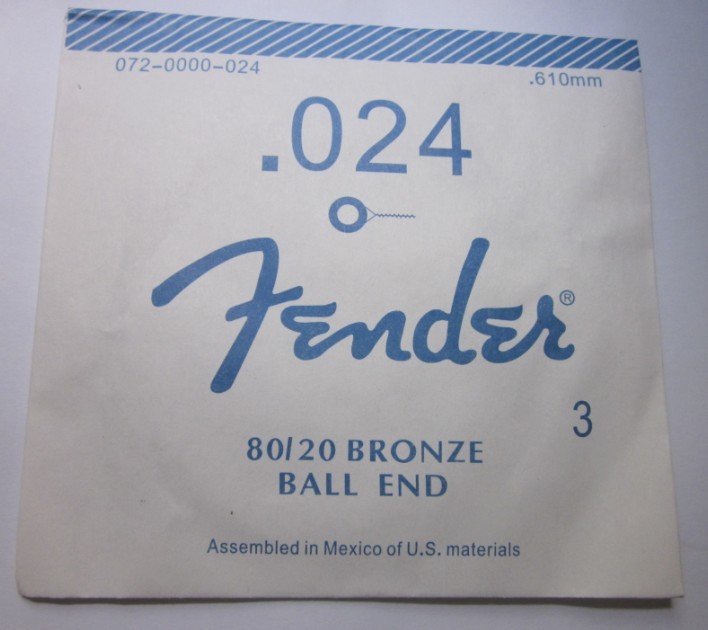 072-0000-024
.610mm
.024
Fender®
3
80/20 BRONZE
BALL END
Assembled in Mexico of U.S. materials